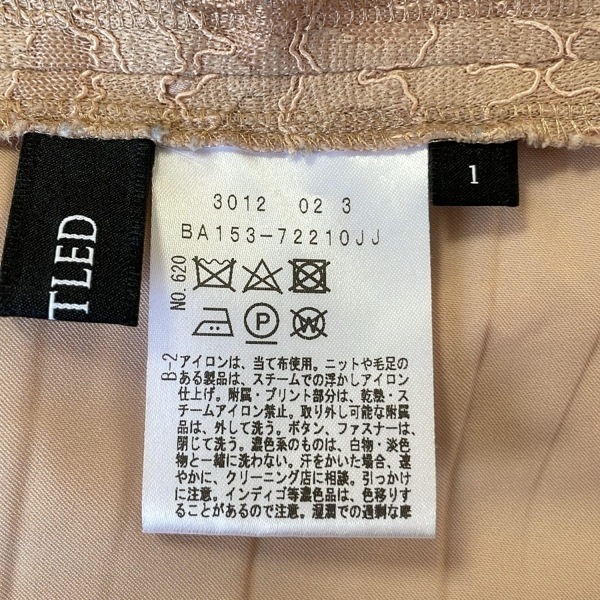 TLED
1
3012 02 3
BA153-72210JJ
NO.620
P
W
B-2
アイロンは、当て布使用。ニットや毛足の
ある製品は、スチームでの浮かしアイロン
仕上げ。附属・プリント部分は、乾熱・ス
チームアイロン禁止。取り外し可能な附属
品は、外して洗う。ボタン、ファスナーは、
閉じて洗う。濃色系のものは、白物・淡色
物と一緒に洗わない。汗をかいた場合、速
やかに、クリーニング店に相談。引っかけ
に注意。インディゴ等濃色品は、色移りす
ることがあるので注意。湿潤での過剰な摩